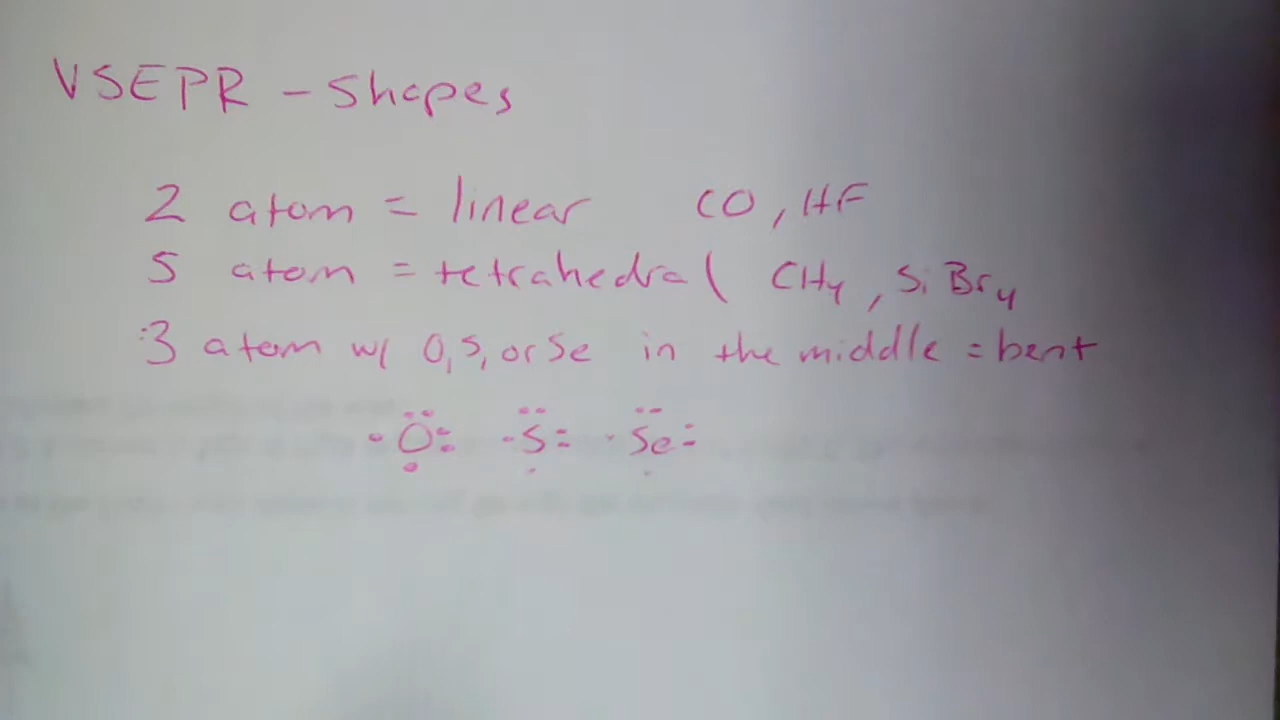 VSEPR - Shapes
2 atom = linear CO, HF
5 atom = tetrahedral CH4, SiBr4
3 atom w/ O, S, or Se in the middle = bent
O S Se